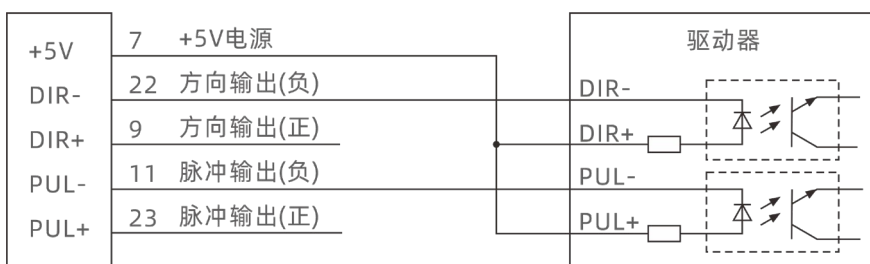 +5V 7 +5V电源 驱动器
DIR- 22 方向输出(负) DIR-
DIR+ 9 方向输出(正) DIR+
PUL- 11 脉冲输出(负) PUL-
PUL+ 23 脉冲输出(正) PUL+